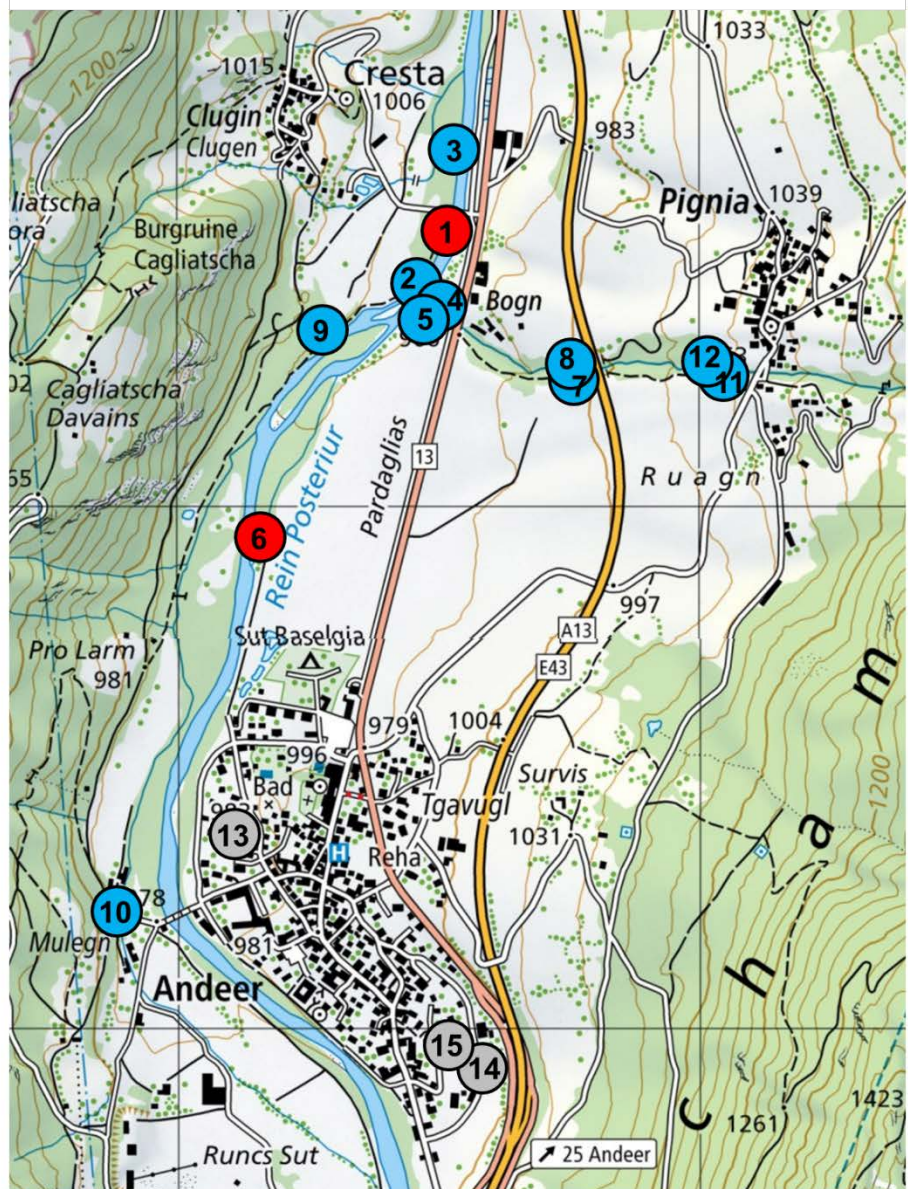 1033
1200
1015
Cresta
1006
Clugin
Clugen
3
983
1039
Pignia
Burgruine
Cagliatscha
1
2
4
5
Bogn
9
8
7
12
11
Cagliatscha
Davains
Pardaglias
13
Ruagn
6
Rein Posteriur
997
A13
E43
Sut Baselgia
Pro Larm
981
979
1004
996
Survis
Bad
Tgavugl
1031
13
H
Reha
1200
10
Mulegn
981
Andeer
15
14
C h a m
1261
1423
Runcs Sut
25 Andeer